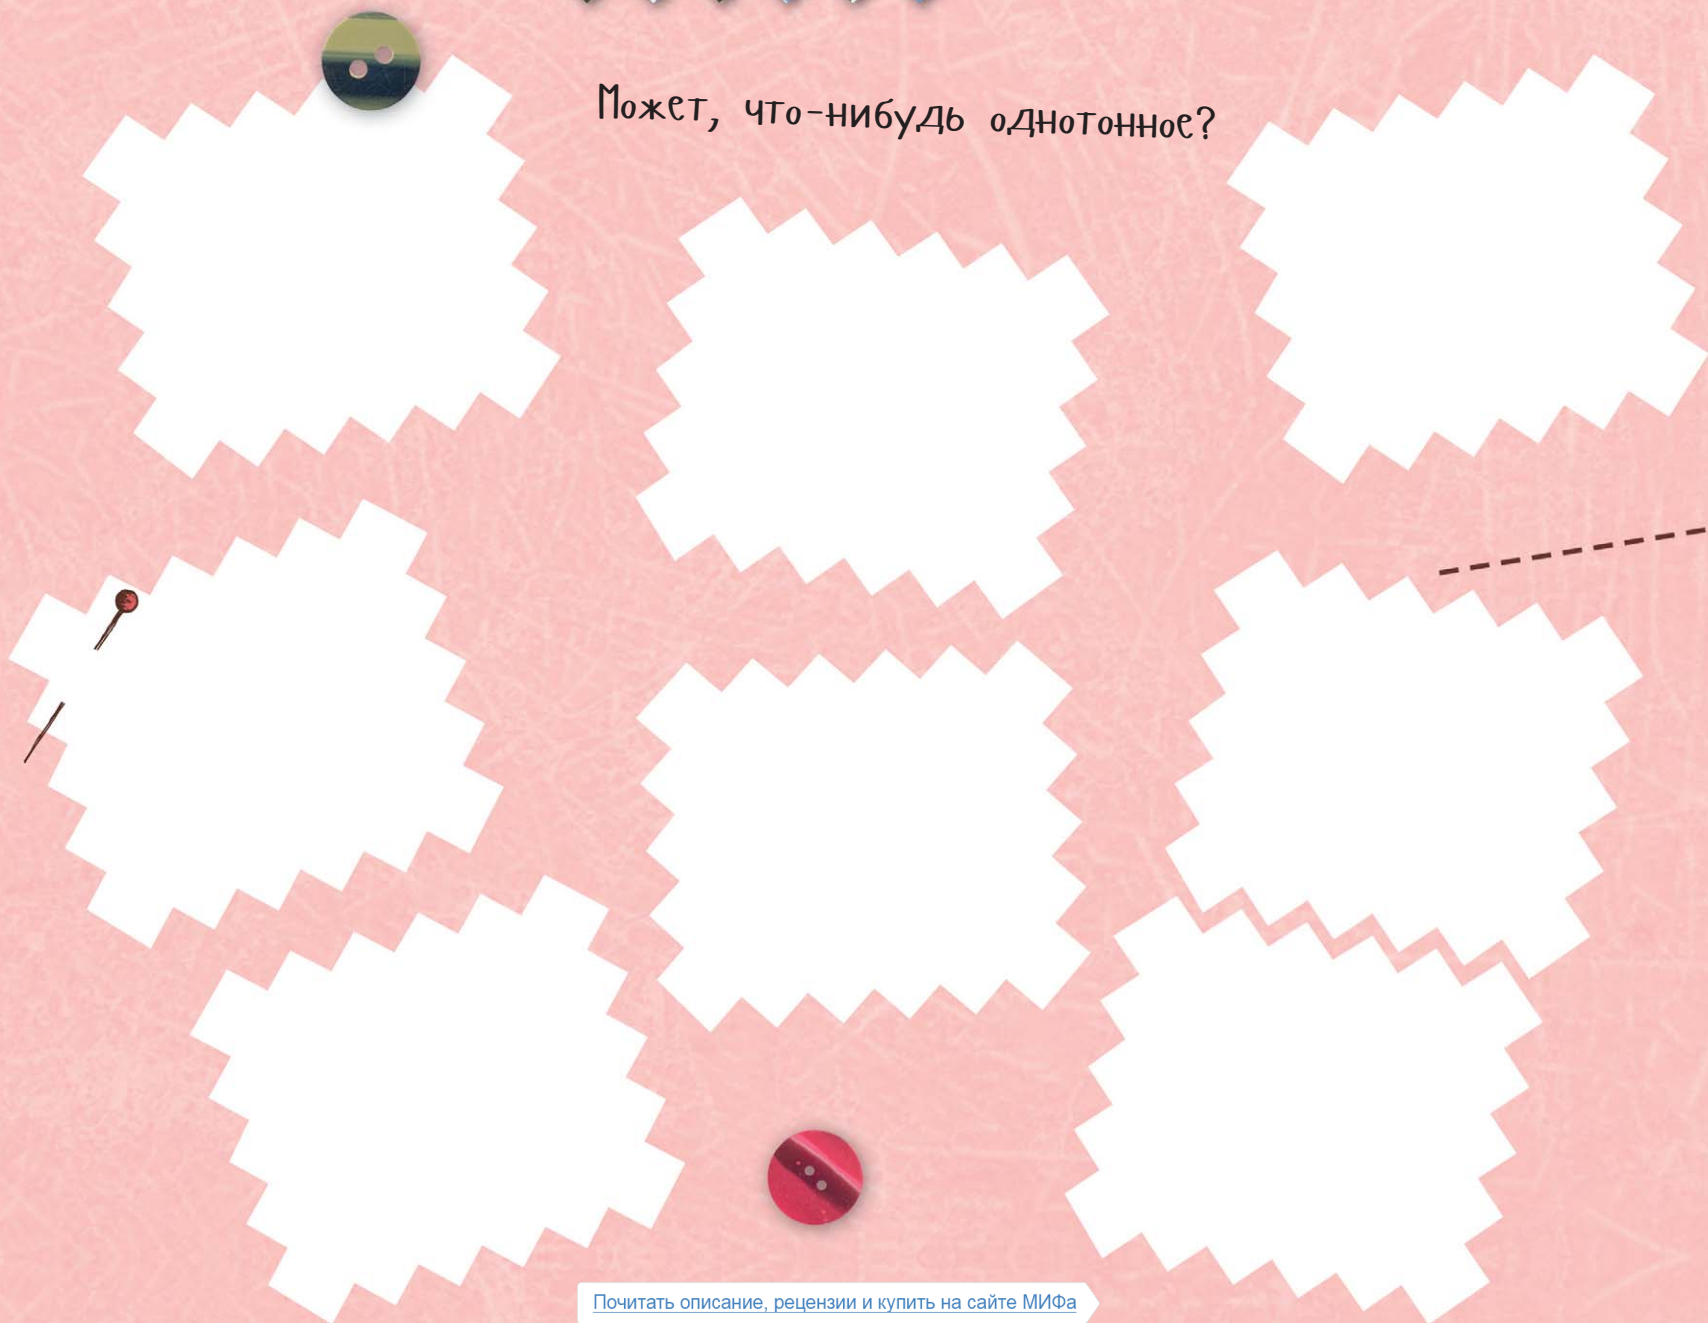 Может, что-нибудь однотонное?
Почитать описание, рецензии и купить на сайте МИФа